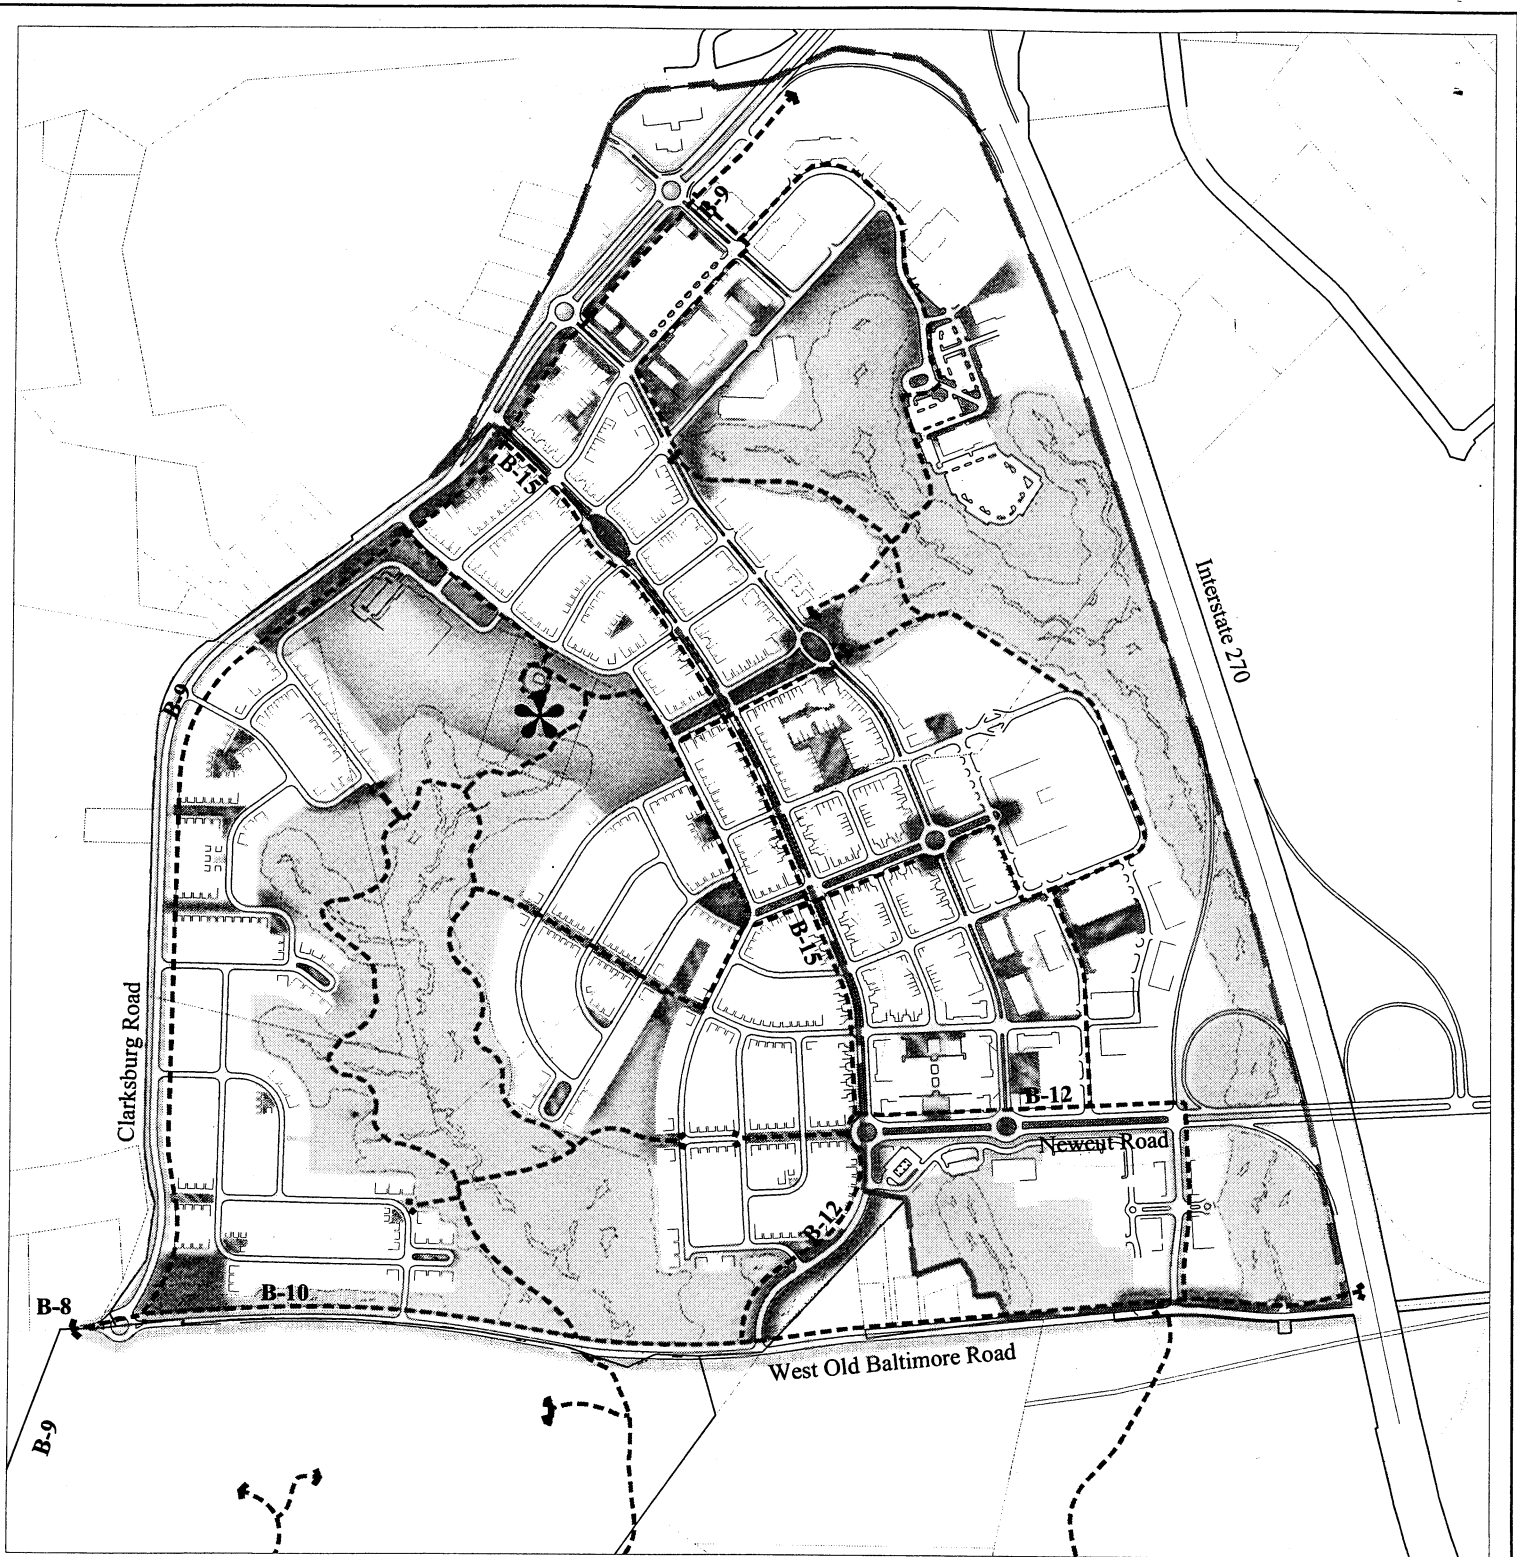 B-9
B-15
Interstate 270
B-9
B-15
Clarksburg Road
B-12
Newcut Road
B-12
B-10
B-8
West Old Baltimore Road
B-9